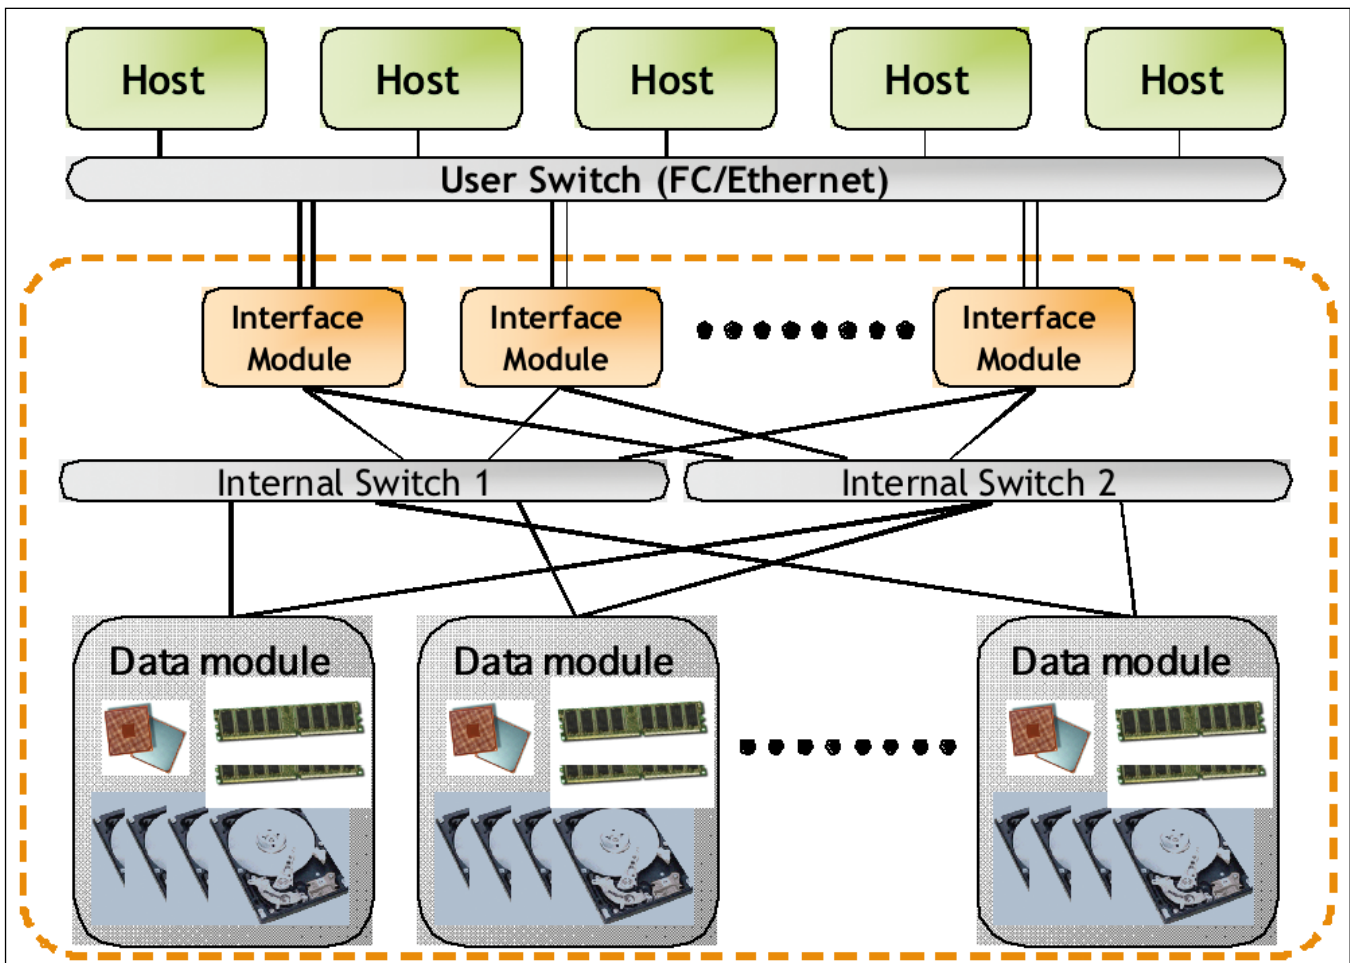 Host
Host
Host
Host
Host
User Switch (FC/Ethernet)
Interface
Module
Interface
Module
Interface
Module
Internal Switch 1
Internal Switch 2
Data module
Data module
Data module